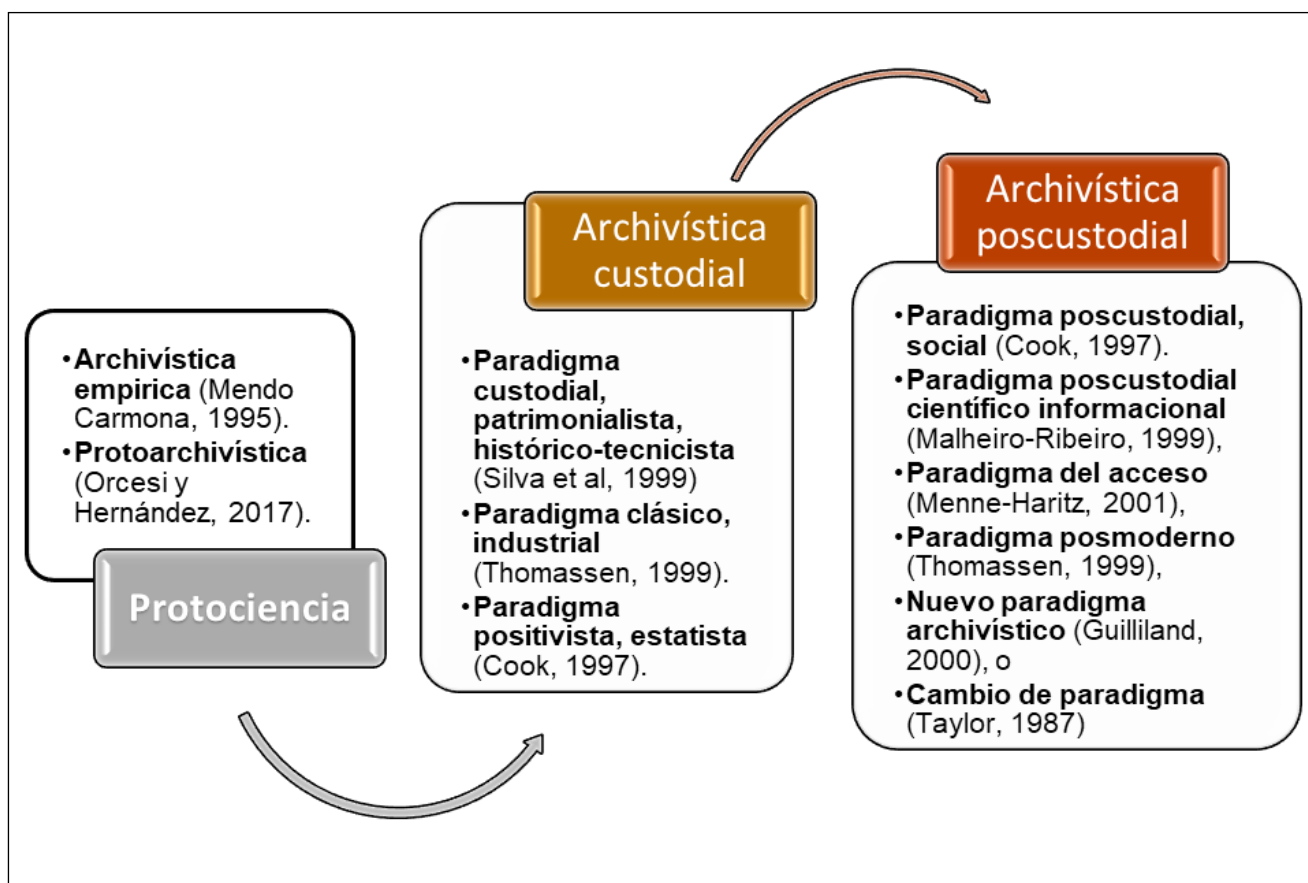 •Archivística
empirica (Mendo
Carmona, 1995).
•Protoarchivística
(Orcesi y
Hernández, 2017).
Protociencia
Archivística
custodial
•Paradigma
custodial,
patrimonialista,
histórico-tecnicista
(Silva et al, 1999)
•Paradigma clásico,
industrial
(Thomassen, 1999).
•Paradigma
positivista, estatista
(Cook, 1997).
Archivística
poscustodial
•Paradigma poscustodial,
social (Cook, 1997).
•Paradigma poscustodial
científico informacional
(Malheiro-Ribeiro, 1999),
•Paradigma del acceso
(Menne-Haritz, 2001),
•Paradigma posmoderno
(Thomassen, 1999),
•Nuevo paradigma
archivístico (Guilliland,
2000), o
•Cambio de paradigma
(Taylor, 1987)